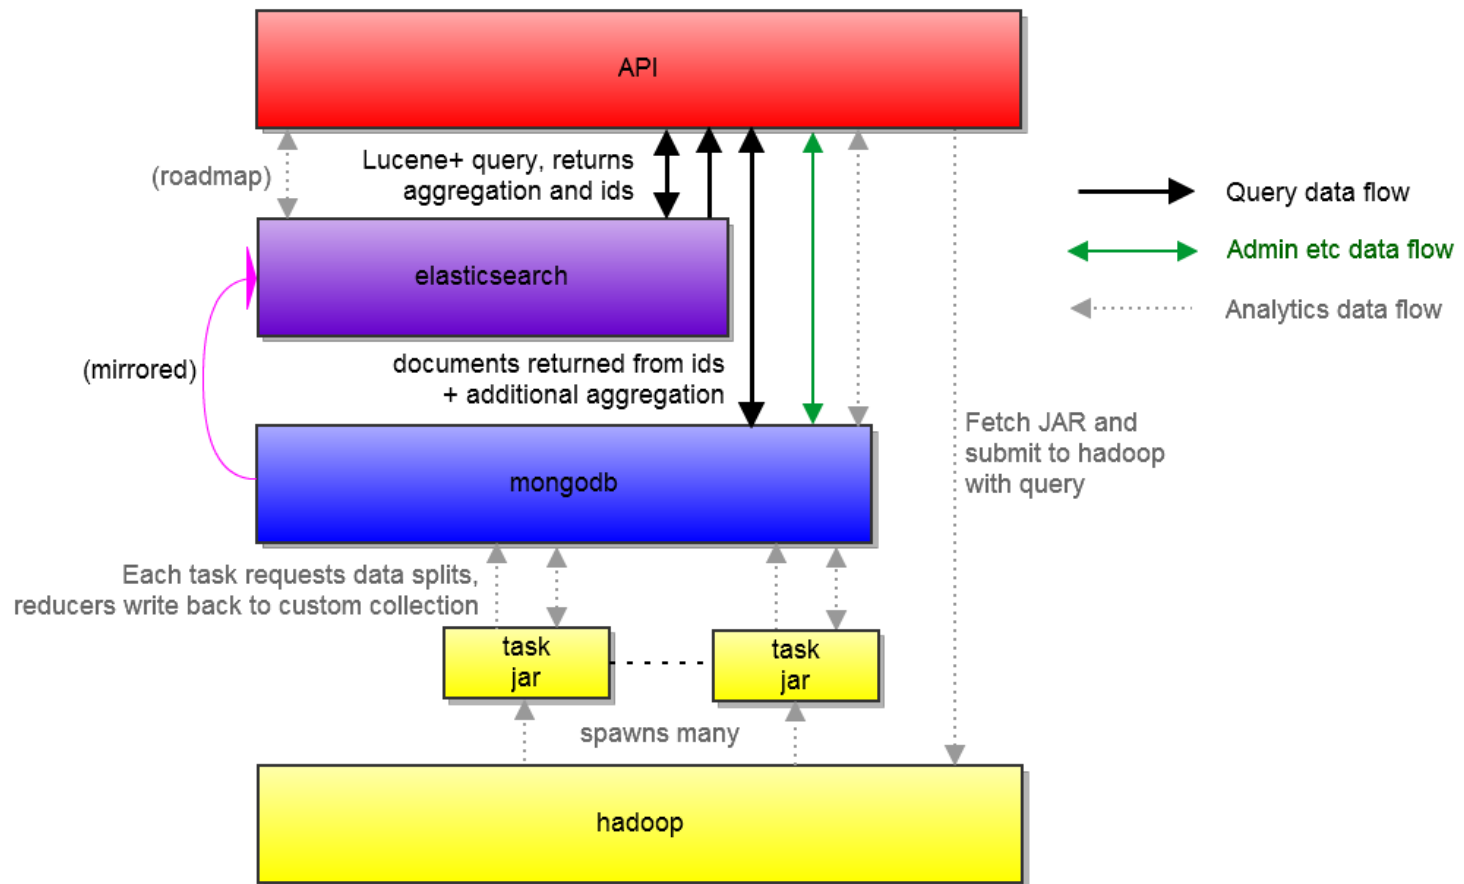 API
(roadmap)
Lucene+ query, returns
aggregation and ids
Query data flow
Admin etc data flow
Analytics data flow
elasticsearch
(mirrored)
documents returned from ids
+ additional aggregation
Fetch JAR and
submit to hadoop
with query
mongodb
Each task requests data splits,
reducers write back to custom collection
task
jar
task
jar
spawns many
hadoop